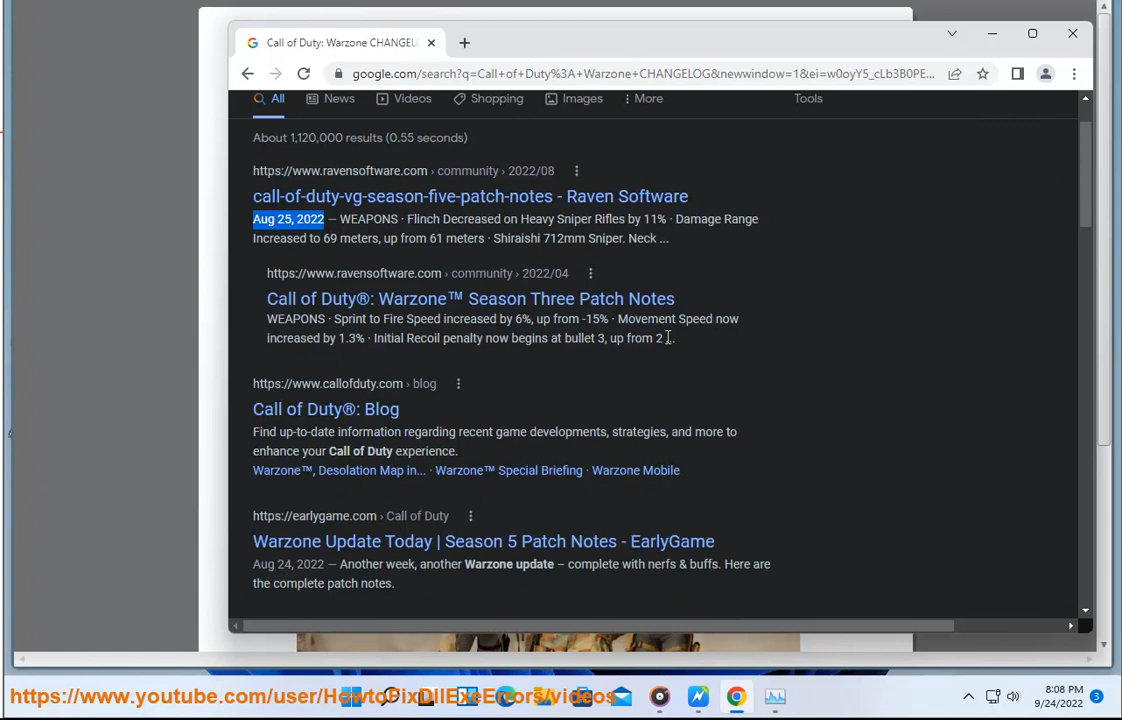 Call of Duty: Warzone CHANGEL
google.com/search?q=Call+of+Duty%3A+Warzone+CHANGELOG&newwindow=1&ei=w0oyY5_cLb3B0PE...
All News Videos Shopping Images More Tools
About 1,120,000 results (0.55 seconds)
https://www.ravensoftware.com › community › 2022/08
call-of-duty-vg-season-five-patch-notes - Raven Software
Aug 25, 2022 — WEAPONS · Flinch Decreased on Heavy Sniper Rifles by 11% · Damage Range
Increased to 69 meters, up from 61 meters · Shiraishi 712mm Sniper. Neck ...
https://www.ravensoftware.com › community › 2022/04
Call of Duty®: Warzone™ Season Three Patch Notes
WEAPONS · Sprint to Fire Speed increased by 6%, up from -15% · Movement Speed now
increased by 1.3% · Initial Recoil penalty now begins at bullet 3, up from 2 ...
https://www.callofduty.com › blog
Call of Duty®: Blog
Find up-to-date information regarding recent game developments, strategies, and more to
enhance your Call of Duty experience.
Warzone™, Desolation Map in... · Warzone™ Special Briefing · Warzone Mobile
https://earlygame.com › Call of Duty
Warzone Update Today | Season 5 Patch Notes - EarlyGame
Aug 24, 2022 — Another week, another Warzone update – complete with nerfs & buffs. Here are
the complete patch notes.
https://www.youtube.com/user/HowtoFixDllExeErrors/videos
8:08 PM
9/24/2022
3